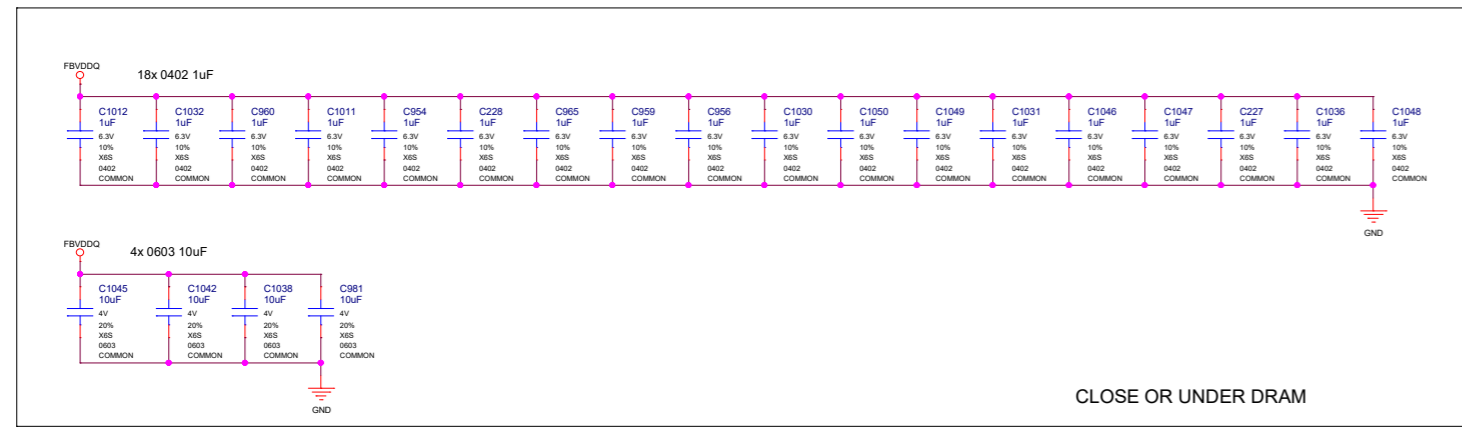 FBVDDQ
18x 0402 1uF
C1012 C1032 C960 C1011 C954 C228 C965 C959 C956 C1030 C1050 C1049 C1031 C1046 C1047 C227 C1036 C1048
1uF 1uF 1uF 1uF 1uF 1uF 1uF 1uF 1uF 1uF 1uF 1uF 1uF 1uF 1uF 1uF 1uF 1uF
6.3V 6.3V 6.3V 6.3V 6.3V 6.3V 6.3V 6.3V 6.3V 6.3V 6.3V 6.3V 6.3V 6.3V 6.3V 6.3V 6.3V 6.3V
10% 10% 10% 10% 10% 10% 10% 10% 10% 10% 10% 10% 10% 10% 10% 10% 10% 10%
X6S X6S X6S X6S X6S X6S X6S X6S X6S X6S X6S X6S X6S X6S X6S X6S X6S X6S
0402 0402 0402 0402 0402 0402 0402 0402 0402 0402 0402 0402 0402 0402 0402 0402 0402 0402
COMMON COMMON COMMON COMMON COMMON COMMON COMMON COMMON COMMON COMMON COMMON COMMON COMMON COMMON COMMON COMMON COMMON COMMON
GND
FBVDDQ
4x 0603 10uF
C1045 C1042 C1038 C981
10uF 10uF 10uF 10uF
4V 4V 4V 4V
20% 20% 20% 20%
X6S X6S X6S X6S
0603 0603 0603 0603
COMMON COMMON COMMON COMMON
GND
CLOSE OR UNDER DRAM